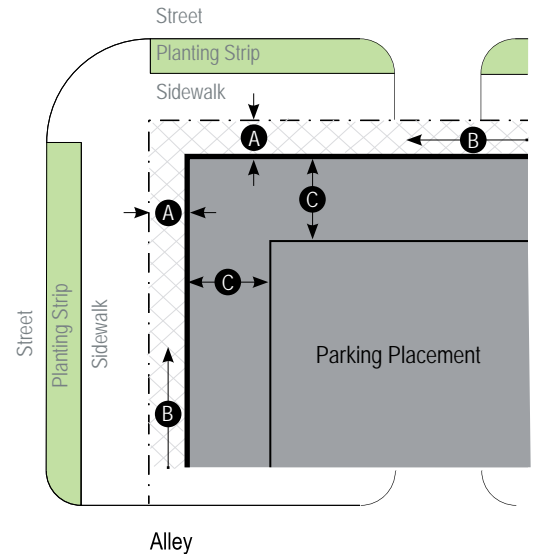 Street
Planting Strip
Sidewalk
A
B
A
C
C
Street
Planting Strip
Sidewalk
Parking Placement
B
Alley